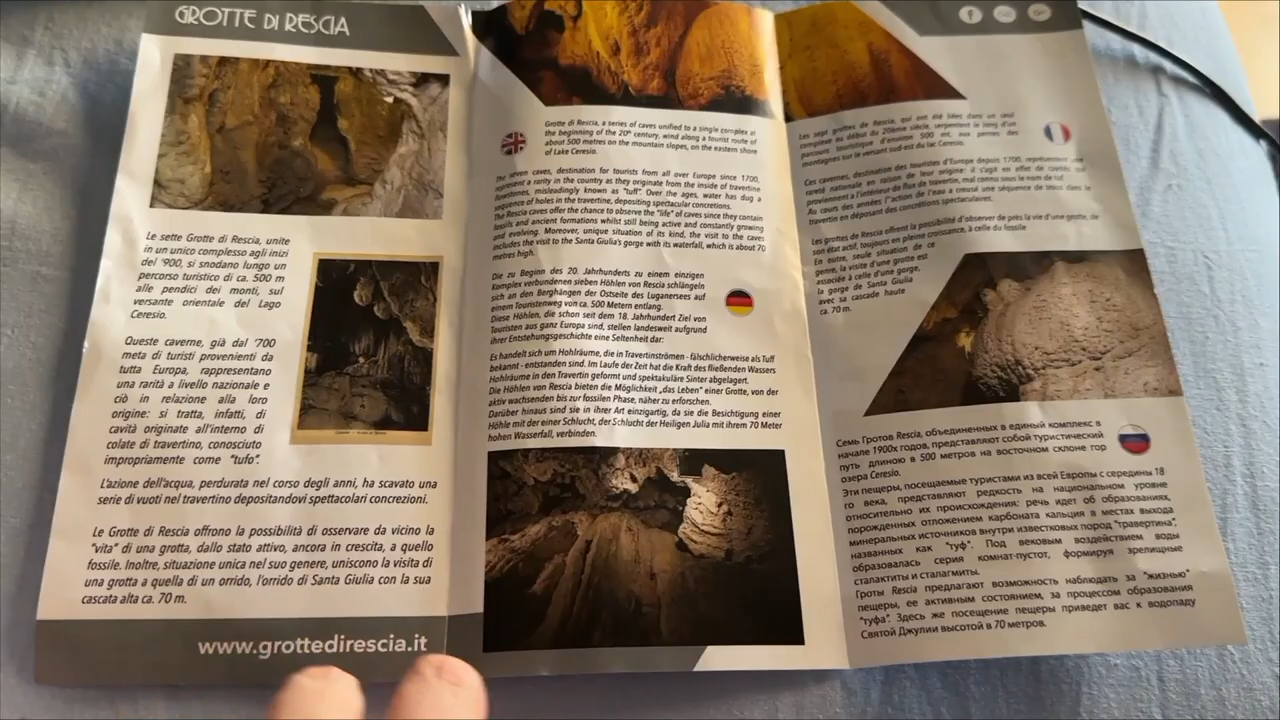 GROTTE DI RESCIA
Le sette Grotte di Rescia, unite
in un unico complesso agli inizi
del '900, si snodano lungo un
percorso turistico di ca. 500 m
alle pendici dei monti, sul
versante orientale del Lago
Ceresio.
Queste caverne, già dal '700
meta di turisti provenienti da
tutta Europa, rappresentano
una rarità a livello nazionale e
ciò in relazione alla loro
origine: si tratta, infatti, di
cavità originate all'interno di
colate di travertino, conosciuto
impropriamente come "tufo".
L'azione dell'acqua, perdurata nel corso degli anni, ha scavato una
serie di vuoti nel travertino depositandovi spettacolari concrezioni.
Le Grotte di Rescia offrono la possibilità di osservare da vicino la
"vita" di una grotta, dallo stato attivo, ancora in crescita, a quello
fossile. Inoltre, situazione unica nel suo genere, uniscono la visita di
una grotta a quella di un orrido, l'orrido di Santa Giulia con la sua
cascata alta ca. 70 m.
www.grottedirescia.it
Grotte di Rescia, a series of caves unified to a single complex at
the beginning of the 20th century, wind along a tourist route of
about 500 metres on the mountain slopes, on the eastern shore
of Lake Ceresio.
The seven caves, destination for tourists from all over Europe since 1700,
represent a rarity in the country as they originate from the inside of travertine
flowstones, misleadingly known as "tuff". Over the ages, water has dug a
sequence of holes in the travertine, depositing spectacular concretions.
The Rescia caves offer the chance to observe the "life" of caves since they contain
fossils and ancient formations whilst still being active and constantly growing
and evolving. Moreover, unique situation of its kind, the visit to the caves
includes the visit to the Santa Giulia's gorge with its waterfall, which is about 70
metres high.
Die zu Beginn des 20. Jahrhunderts zu einem einzigen
Komplex verbundenen sieben Höhlen von Rescia schlängeln
sich an den Berghängen der Ostseite des Luganersees auf
einem Touristenweg von ca. 500 Metern entlang.
Diese Höhlen, die schon seit dem 18. Jahrhundert Ziel von
Touristen aus ganz Europa sind, stellen landesweit aufgrund
ihrer Entstehungsgeschichte eine Seltenheit dar:
Es handelt sich um Hohlräume, die in Travertinströmen - fälschlicherweise als Tuff
bekannt - entstanden sind. Im Laufe der Zeit hat die Kraft des fließenden Wassers
Hohlräume in den Travertin geformt und spektakuläre Sinter abgelagert.
Die Höhlen von Rescia bieten die Möglichkeit „das Leben" einer Grotte, von der
aktiv wachsenden bis zur fossilen Phase, näher zu erforschen.
Darüber hinaus sind sie in ihrer Art einzigartig, da sie die Besichtigung einer
Höhle mit der einer Schlucht, der Schlucht der Heiligen Julia mit ihrem 70 Meter
hohen Wasserfall, verbinden.
Les sept grottes de Rescia, qui ont été liées dans un seul
complexe au début du 20ième siècle, serpentent le long d'un
parcours touristique d'environ 500 mt, aux pentes des
montagnes sur le versant sud-est du lac Ceresio.
Ces cavernes, destination des touristes d'Europe depuis 1700, représentent une
rareté nationale en raison de leur origine: il s'agit en effet de cavités qui
proviennent a l'intérieur de flux de travertin, mal connu sous le nom de tuf.
Au cours des années l'action de l'eau a creusé une séquence de trous dans le
travertin en déposant des concrétions spectaculaires.
Les grottes de Rescia offrent la possibilité d'observer de près la vie d'une grotte, de
son état actif, toujours en pleine croissance, à celle du fossile
En outre, seule situation de ce
genre, la visite d'une grotte est
associée à celle d'une gorge,
la gorge de Santa Giulia
avec sa cascade haute
ca. 70 m.
Семь Гротов Rescia, объединенных в единый комплекс в
начале 1900х годов, представляют собой туристический
путь длиною в 500 метров на восточном склоне гор
озера Ceresio.
Эти пещеры, посещаемые туристами из всей Европы с середины 18
го века, представляют редкость на национальном уровне
относительно их происхождения: речь идет об образованиях,
порожденных отложением карбоната кальция в местах выхода
минеральных источников внутри известковых пород "травертина",
названных как "туф". Под вековым воздействием воды
образовалась серия комнат-пустот, формируя зрелищные
сталактиты и сталагмиты.
Гроты Rescia предлагают возможность наблюдать за "жизнью"
пещеры, ее активным состоянием, за процессом образования
"туфа". Здесь же посещение пещеры приведет вас к водопаду
Святой Джулии высотой в 70 метров.